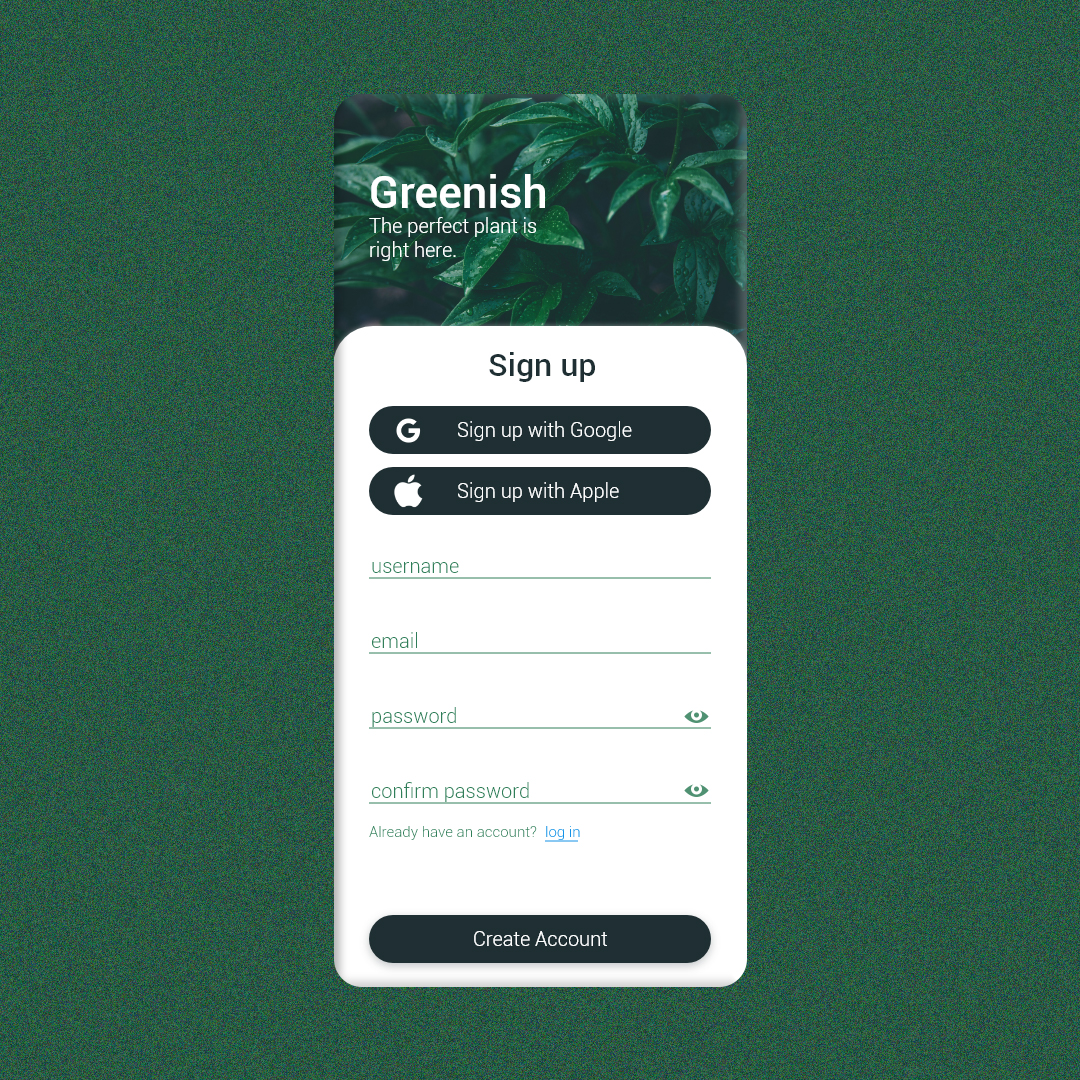 Greenish
The perfect plant is
right here.
Sign up
Sign up with Google
Sign up with Apple
username
email
password
confirm password
Already have an account? log in
Create Account